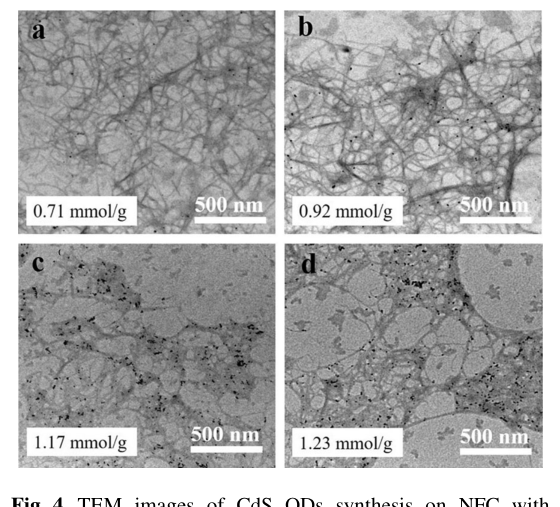 a
b
0.71 mmol/g
500 nm
0.92 mmol/g
500 nm
c
d
1.17 mmol/g
500 nm
1.23 mmol/g
500 nm
Fig. 4 TEM images of CdS QDs synthesis on NFC with